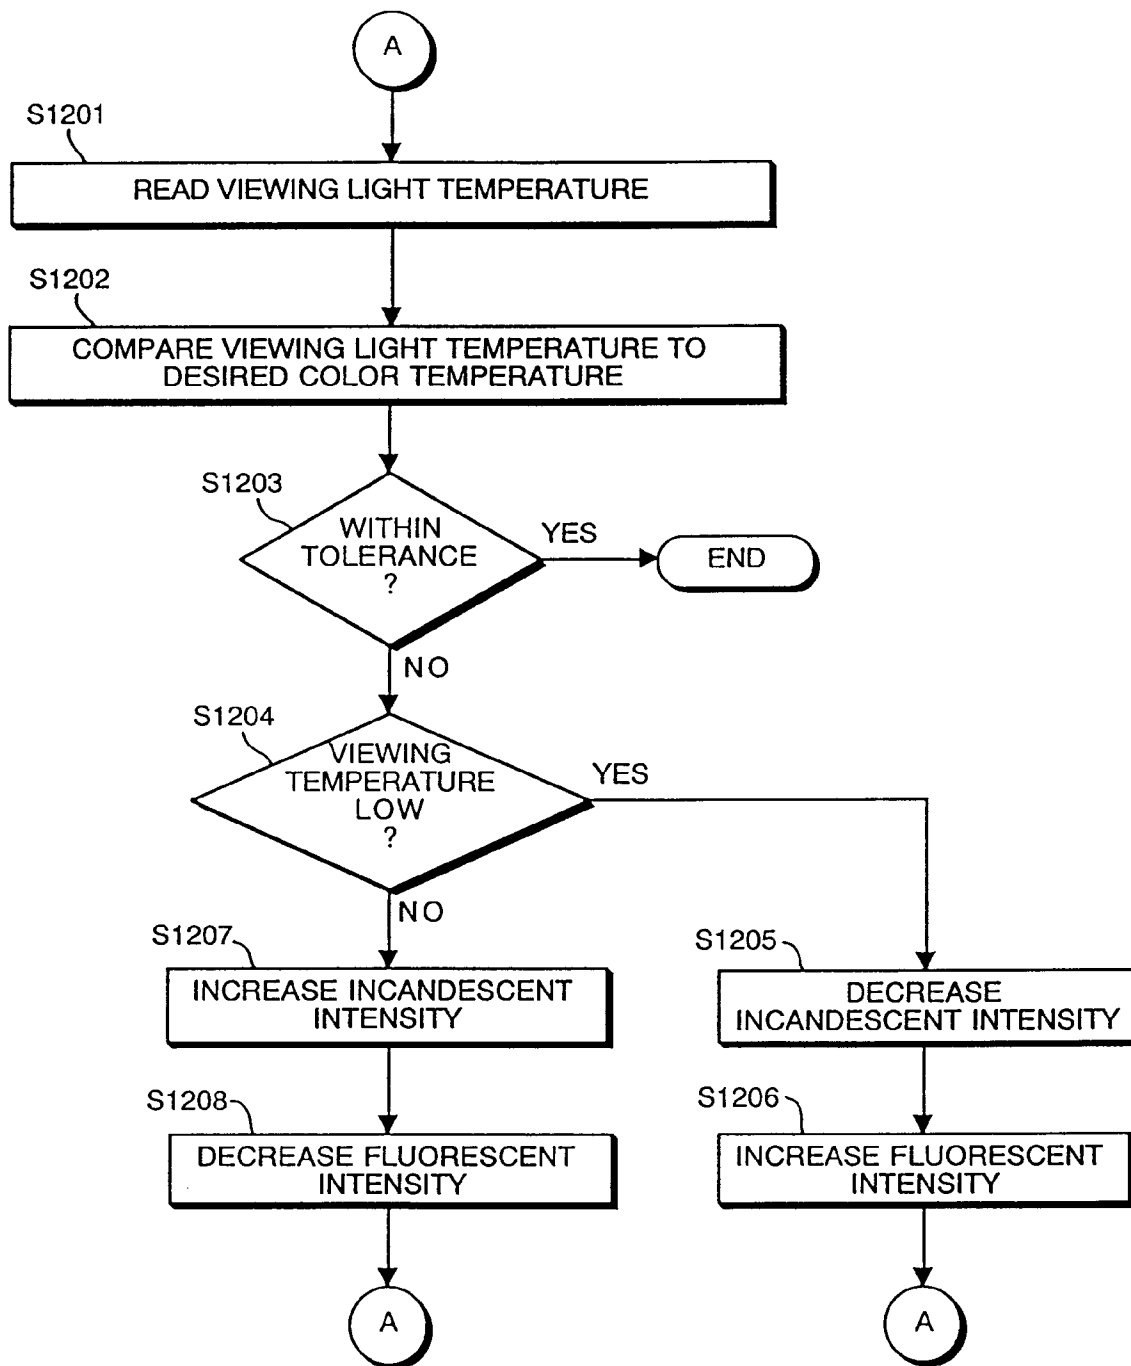 A
S1201
READ VIEWING LIGHT TEMPERATURE
S1202
COMPARE VIEWING LIGHT TEMPERATURE TO
DESIRED COLOR TEMPERATURE
S1203
WITHIN
TOLERANCE
?
YES
END
NO
S1204
VIEWING
TEMPERATURE
LOW
?
YES
NO
S1207
INCREASE INCANDESCENT
INTENSITY
S1205
DECREASE
INCANDESCENT INTENSITY
S1208
DECREASE FLUORESCENT
INTENSITY
S1206
INCREASE FLUORESCENT
INTENSITY
A
A